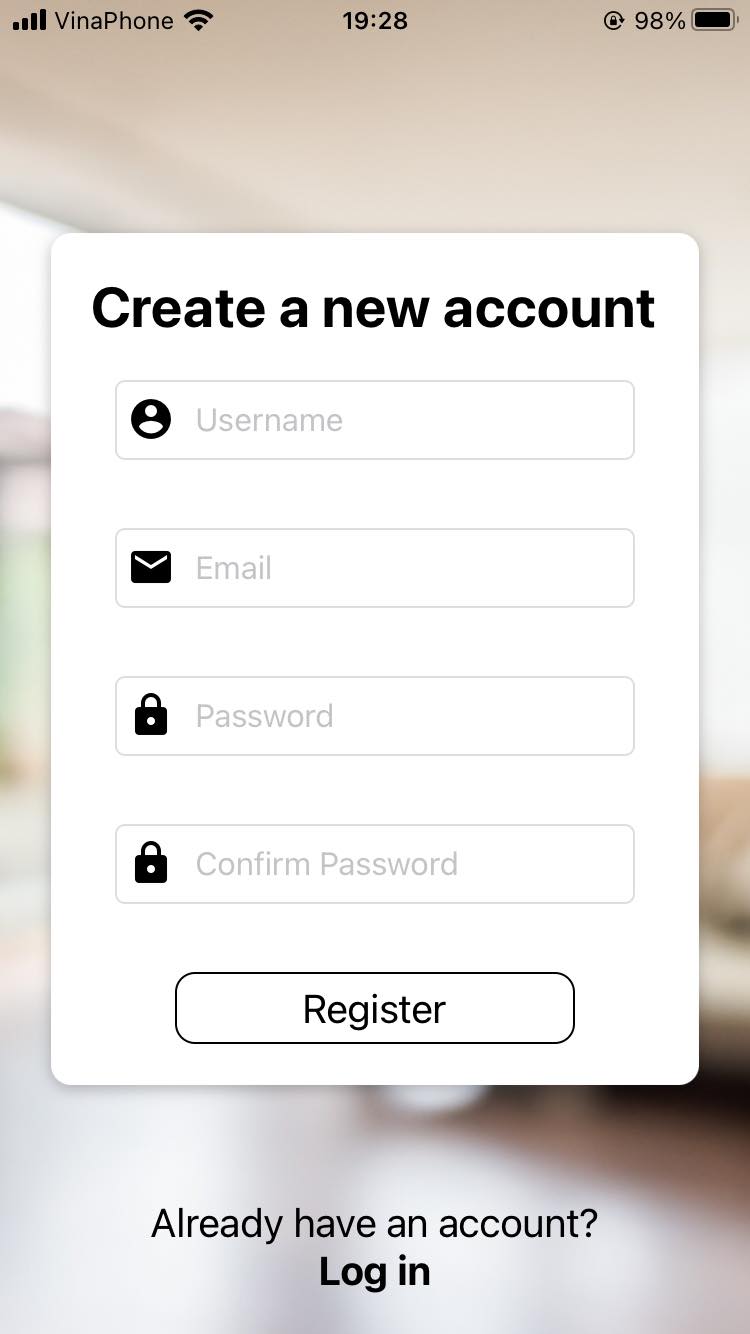 VinaPhone 19:28 98%
Create a new account
Username
Email
Password
Confirm Password
Register
Already have an account?
Log in